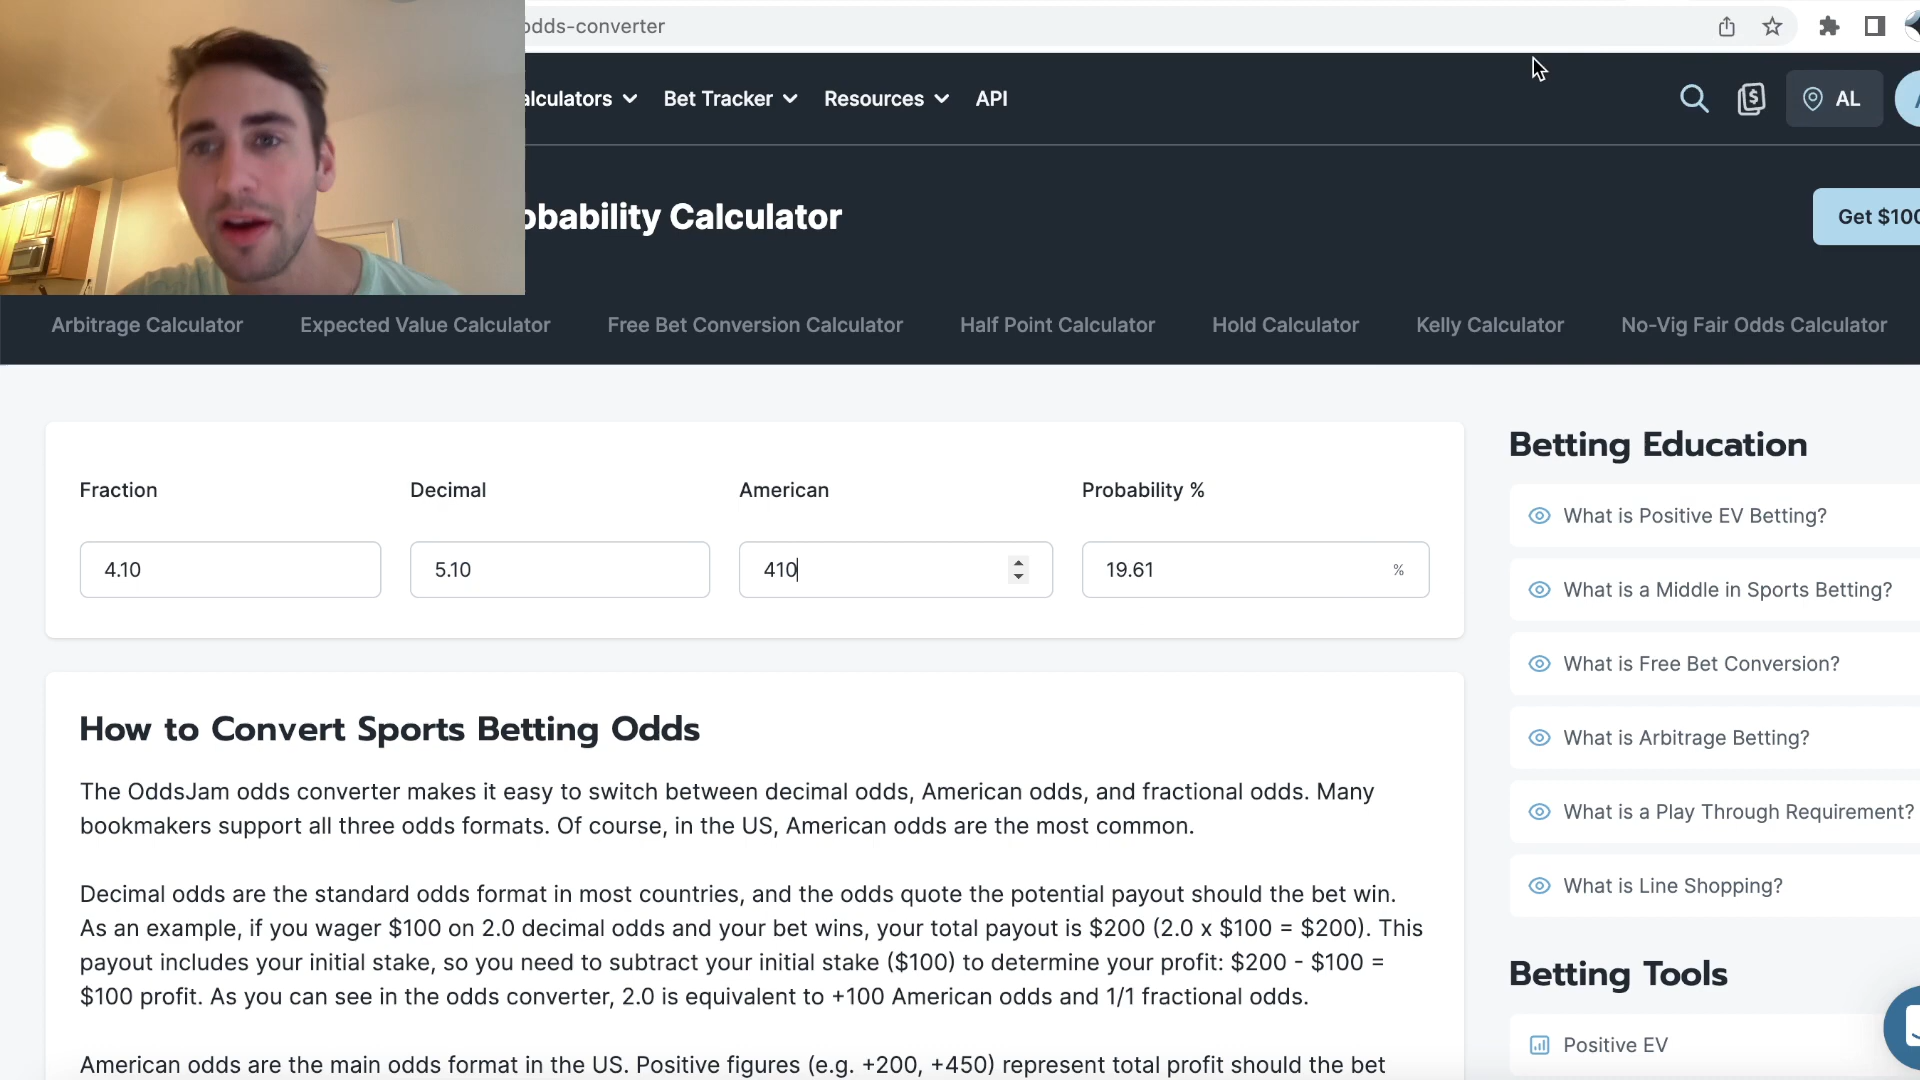 odds-converter
alculators
Bet Tracker
Resources
API
AL
obability Calculator
Get $100
Arbitrage Calculator
Expected Value Calculator
Free Bet Conversion Calculator
Half Point Calculator
Hold Calculator
Kelly Calculator
No-Vig Fair Odds Calculator
Fraction
Decimal
American
Probability %
4.10
5.10
410
19.61
%
How to Convert Sports Betting Odds
The OddsJam odds converter makes it easy to switch between decimal odds, American odds, and fractional odds. Many
bookmakers support all three odds formats. Of course, in the US, American odds are the most common.
Decimal odds are the standard odds format in most countries, and the odds quote the potential payout should the bet win.
As an example, if you wager $100 on 2.0 decimal odds and your bet wins, your total payout is $200 (2.0 x $100 = $200). This
payout includes your initial stake, so you need to subtract your initial stake ($100) to determine your profit: $200 - $100 =
$100 profit. As you can see in the odds converter, 2.0 is equivalent to +100 American odds and 1/1 fractional odds.
American odds are the main odds format in the US. Positive figures (e.g. +200, +450) represent total profit should the bet
Betting Education
What is Positive EV Betting?
What is a Middle in Sports Betting?
What is Free Bet Conversion?
What is Arbitrage Betting?
What is a Play Through Requirement?
What is Line Shopping?
Betting Tools
Positive EV